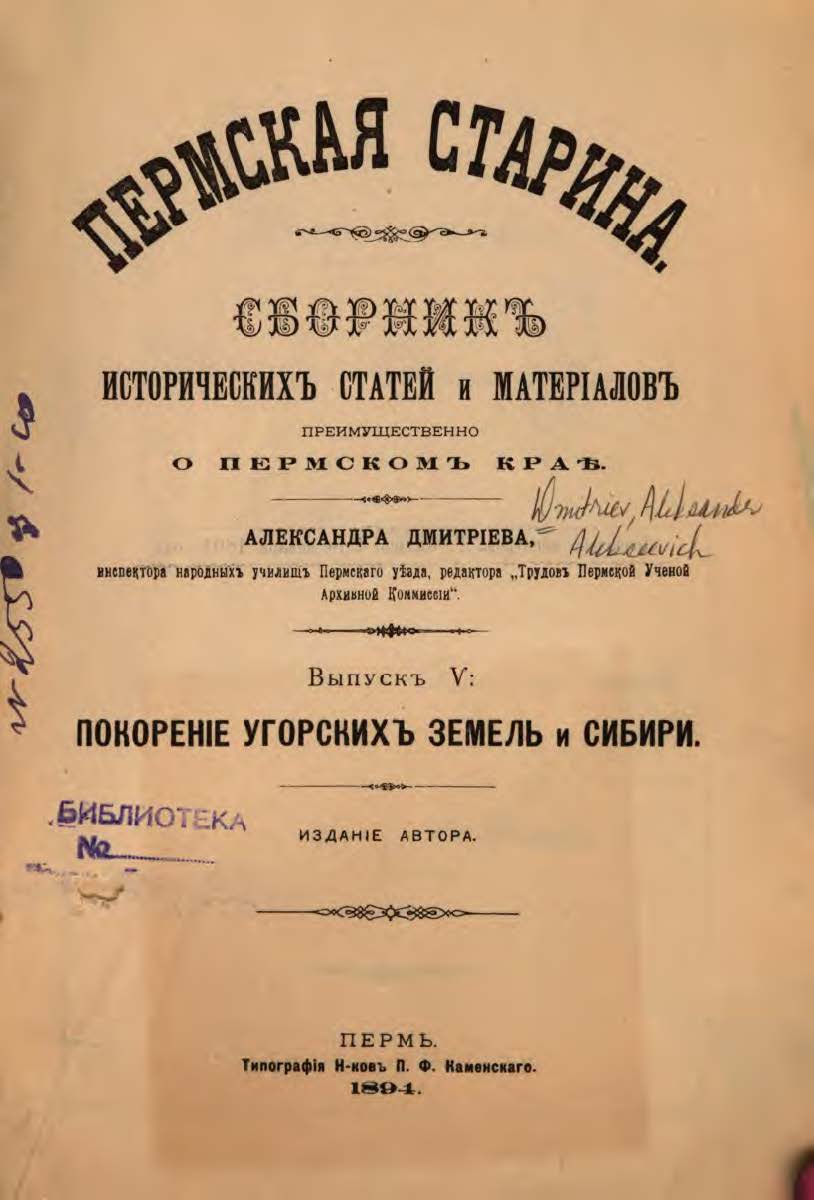 ПЕРМСКАЯ СТАРИНА.
СБОРНИКЪ
ИСТОРИЧЕСКИХЪ СТАТЕЙ и МАТЕРІАЛОВЪ
ПРЕИМУЩЕСТВЕННО
О ПЕРМСКОМЪ КРАѢ.
Dmitriev, Aleksander
АЛЕКСАНДРА ДМИТРІЕВА,
Alekseevich
инспектора народныхъ училищъ Пермскаго уѣзда, редактора „Трудовъ Пермской Ученой
Архивной Коммиссіи“.
Выпускъ V:
ПОКОРЕНІЕ УГОРСКИХЪ ЗЕМЕЛЬ и СИБИРИ.
БИБЛИОТЕКА
№
ИЗДАНІЕ АВТОРА.
ПЕРМЬ.
Типографія Н-ковъ П. Ф. Каменскаго.
1894.